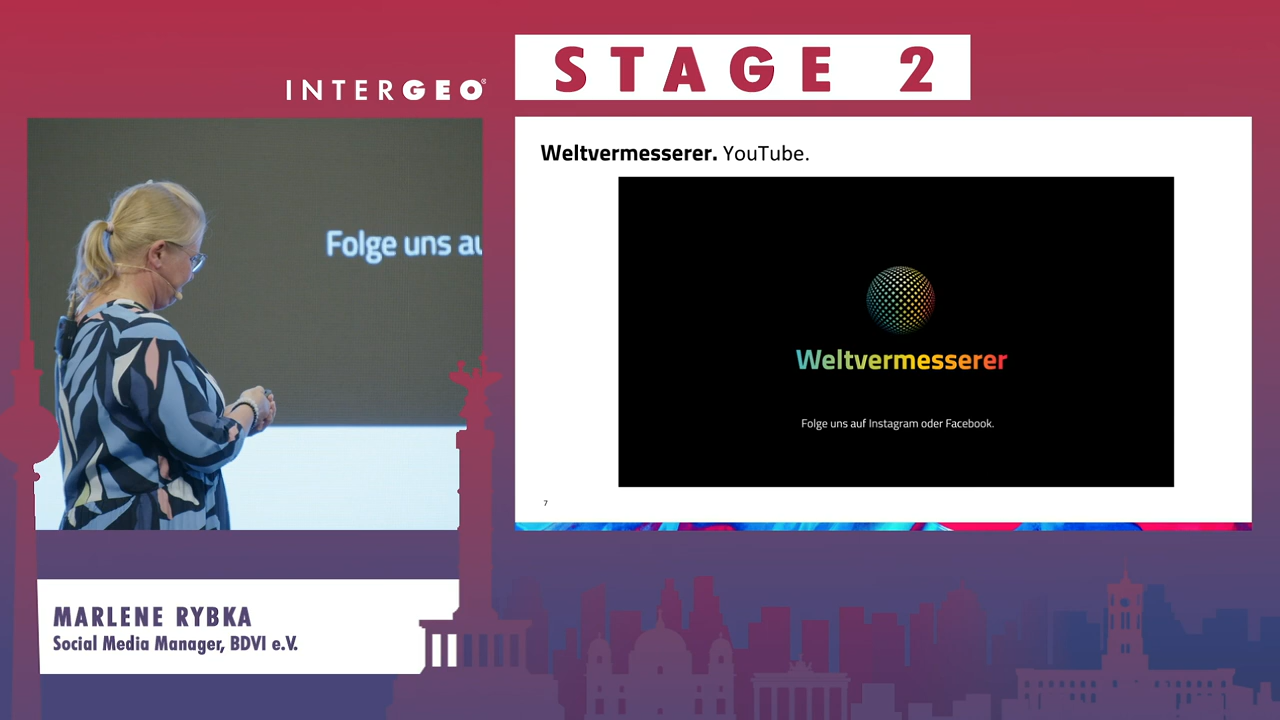 INTERGEO®
STAGE 2
Weltvermesserer. YouTube.
Folge uns au
Weltvermesserer
Folge uns auf Instagram oder Facebook.
7
MARLENE RYBKA
Social Media Manager, BDVI e.V.